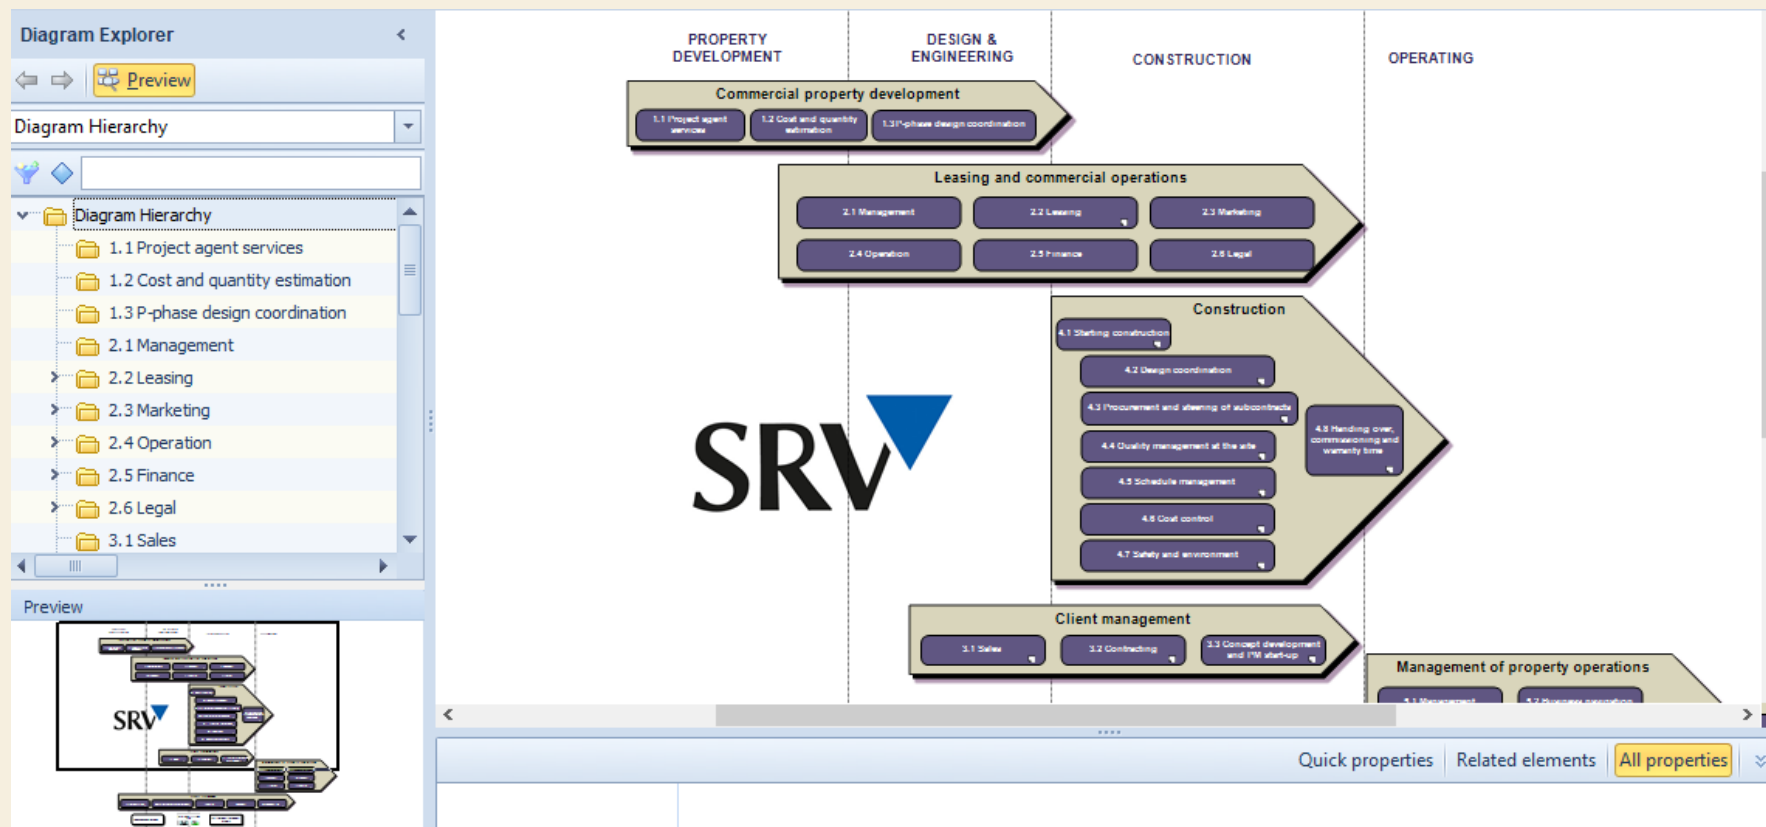 Diagram Explorer
Preview
Diagram Hierarchy
Diagram Hierarchy
1.1 Project agent services
1.2 Cost and quantity estimation
1.3 P-phase design coordination
2.1 Management
2.2 Leasing
2.3 Marketing
2.4 Operation
2.5 Finance
2.6 Legal
3.1 Sales
Preview
SRV
PROPERTY
DEVELOPMENT
DESIGN &
ENGINEERING
CONSTRUCTION
OPERATING
Commercial property development
1.1 Project agent
services
1.2 Cost and quantity
estimation
1.3 P-phase design coordination
Leasing and commercial operations
2.1 Management
2.2 Leasing
2.3 Marketing
2.4 Operation
2.5 Finance
2.6 Legal
Construction
4.1 Starting construction
4.2 Design coordination
4.3 Procurement and steering of subcontracts
4.4 Quality management at the site
4.5 Schedule management
4.6 Cost control
4.7 Safety and environment
4.8 Handing over,
commissioning and
warranty time
SRV
Client management
3.1 Sales
3.2 Contracting
3.3 Concept development
and PM start-up
Management of property operations
5.1 Management
Quick properties
Related elements
All properties